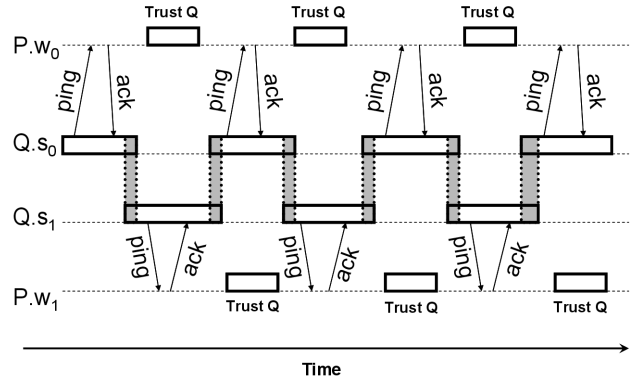 Trust Q Trust Q Trust Q
P.w0
ping ack ping ack ping ack ping ack
Q.s0
Q.s1
ping ack ping ack ping ack
P.w1
Trust Q Trust Q Trust Q
Time